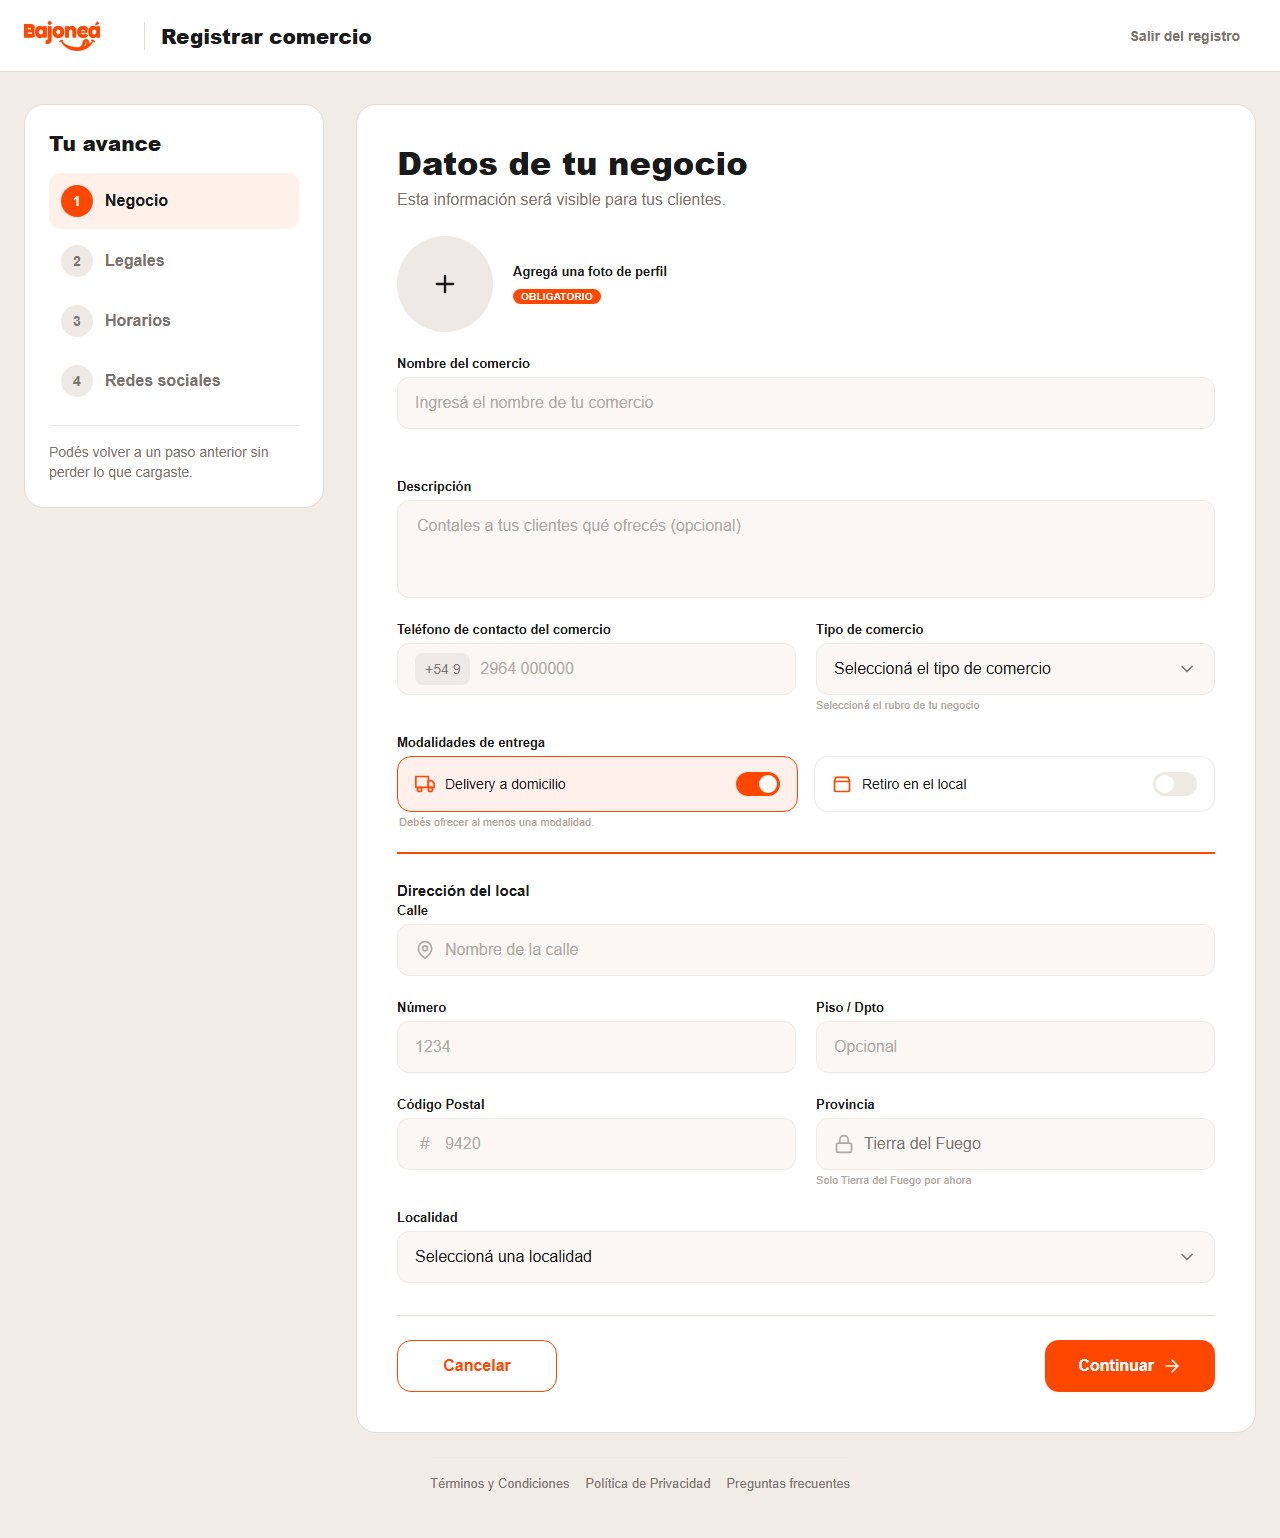 Bajoneá
Registrar comercio
Salir del registro
Tu avance
1 Negocio
2 Legales
3 Horarios
4 Redes sociales
Podés volver a un paso anterior sin
perder lo que cargaste.
Datos de tu negocio
Esta información será visible para tus clientes.
Agregá una foto de perfil
OBLIGATORIO
Nombre del comercio
Ingresá el nombre de tu comercio
Descripción
Contales a tus clientes qué ofrecés (opcional)
Teléfono de contacto del comercio
+54 9 2964 000000
Tipo de comercio
Seleccioná el tipo de comercio
Seleccioná el rubro de tu negocio
Modalidades de entrega
Delivery a domicilio
Retiro en el local
Debés ofrecer al menos una modalidad.
Dirección del local
Calle
Nombre de la calle
Número
1234
Piso / Dpto
Opcional
Código Postal
# 9420
Provincia
Tierra del Fuego
Solo Tierra del Fuego por ahora
Localidad
Seleccioná una localidad
Cancelar
Continuar
Términos y Condiciones Política de Privacidad Preguntas frecuentes